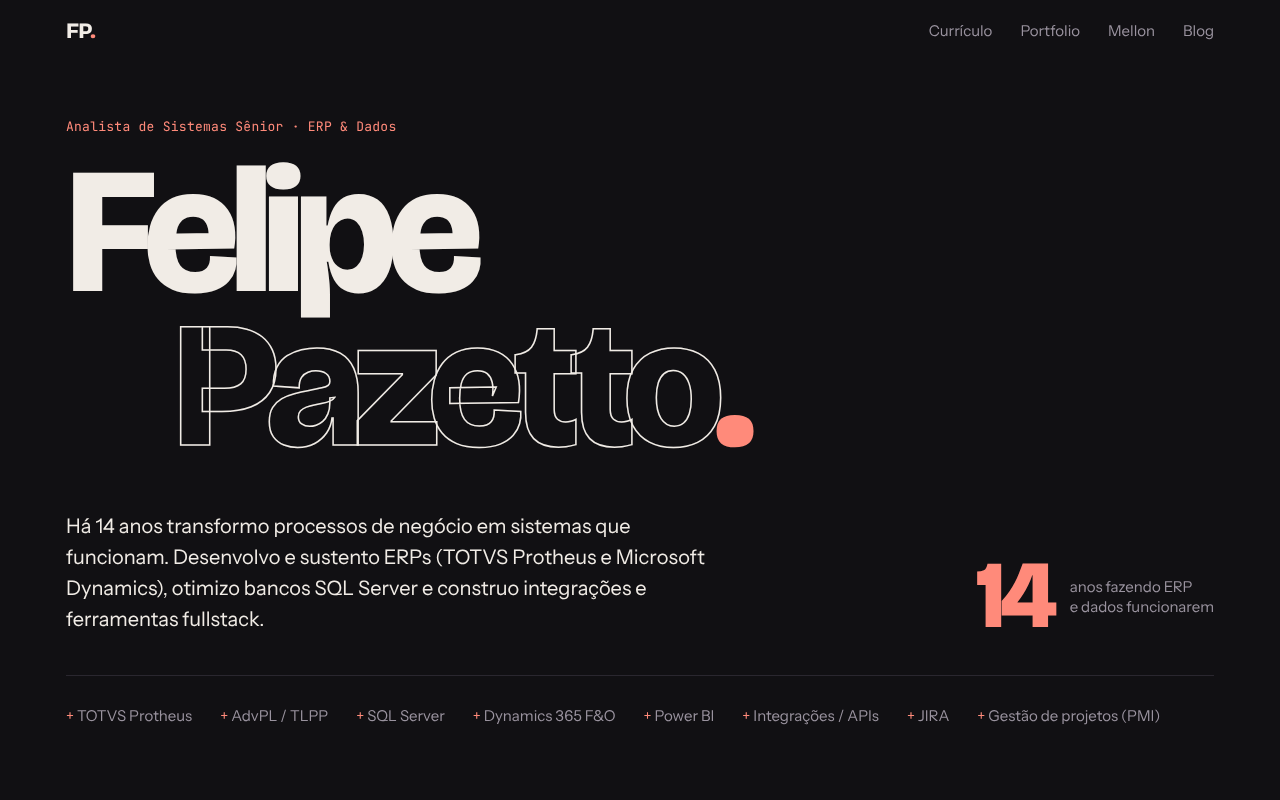 FP.
Currículo
Portfolio
Mellon
Blog
Analista de Sistemas Sênior · ERP & Dados
Felipe
Pazetto.
Há 14 anos transformo processos de negócio em sistemas que
funcionam. Desenvolvo e sustento ERPs (TOTVS Protheus e Microsoft
Dynamics), otimizo bancos SQL Server e construo integrações e
ferramentas fullstack.
14
anos fazendo ERP
e dados funcionarem
+ TOTVS Protheus
+ AdvPL / TLPP
+ SQL Server
+ Dynamics 365 F&O
+ Power BI
+ Integrações / APIs
+ JIRA
+ Gestão de projetos (PMI)